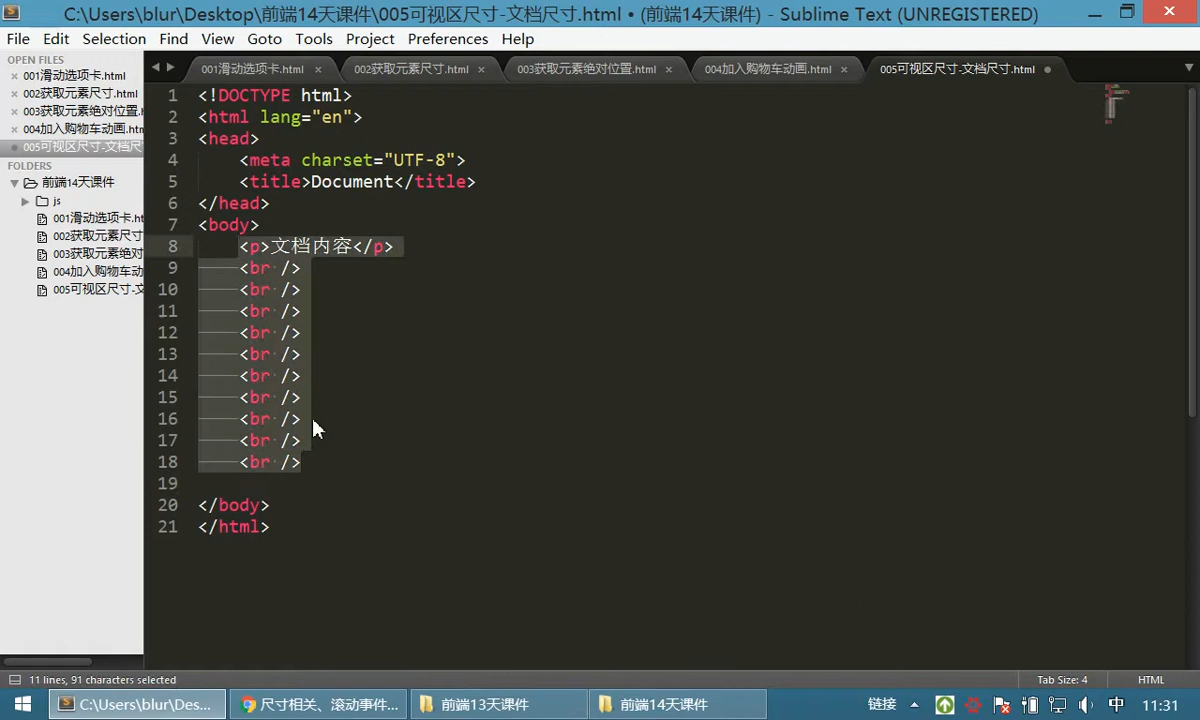 C:\Users\blur\Desktop\前端14天课件\005可视区尺寸-文档尺寸.html • (前端14天课件) - Sublime Text (UNREGISTERED)
File Edit Selection Find View Goto Tools Project Preferences Help
OPEN FILES
001滑动选项卡.html
002获取元素尺寸.html
003获取元素绝对位置.
004加入购物车动画.htm
005可视区尺寸-文档尺
FOLDERS
前端14天课件
js
001滑动选项卡.ht
002获取元素尺寸
003获取元素绝对
004加入购物车动
005可视区尺寸-文
001滑动选项卡.html 002获取元素尺寸.html 003获取元素绝对位置.html 004加入购物车动画.html 005可视区尺寸-文档尺寸.html
1 <!DOCTYPE html>
2 <html lang="en">
3 <head>
4 <meta charset="UTF-8">
5 <title>Document</title>
6 </head>
7 <body>
8 <p>文档内容</p>
9 <br />
10 <br />
11 <br />
12 <br />
13 <br />
14 <br />
15 <br />
16 <br />
17 <br />
18 <br />
19
20 </body>
21 </html>
11 lines, 91 characters selected Tab Size: 4 HTML
C:\Users\blur\Des... 尺寸相关、滚动事件... 前端13天课件 前端14天课件 链接 中 11:31